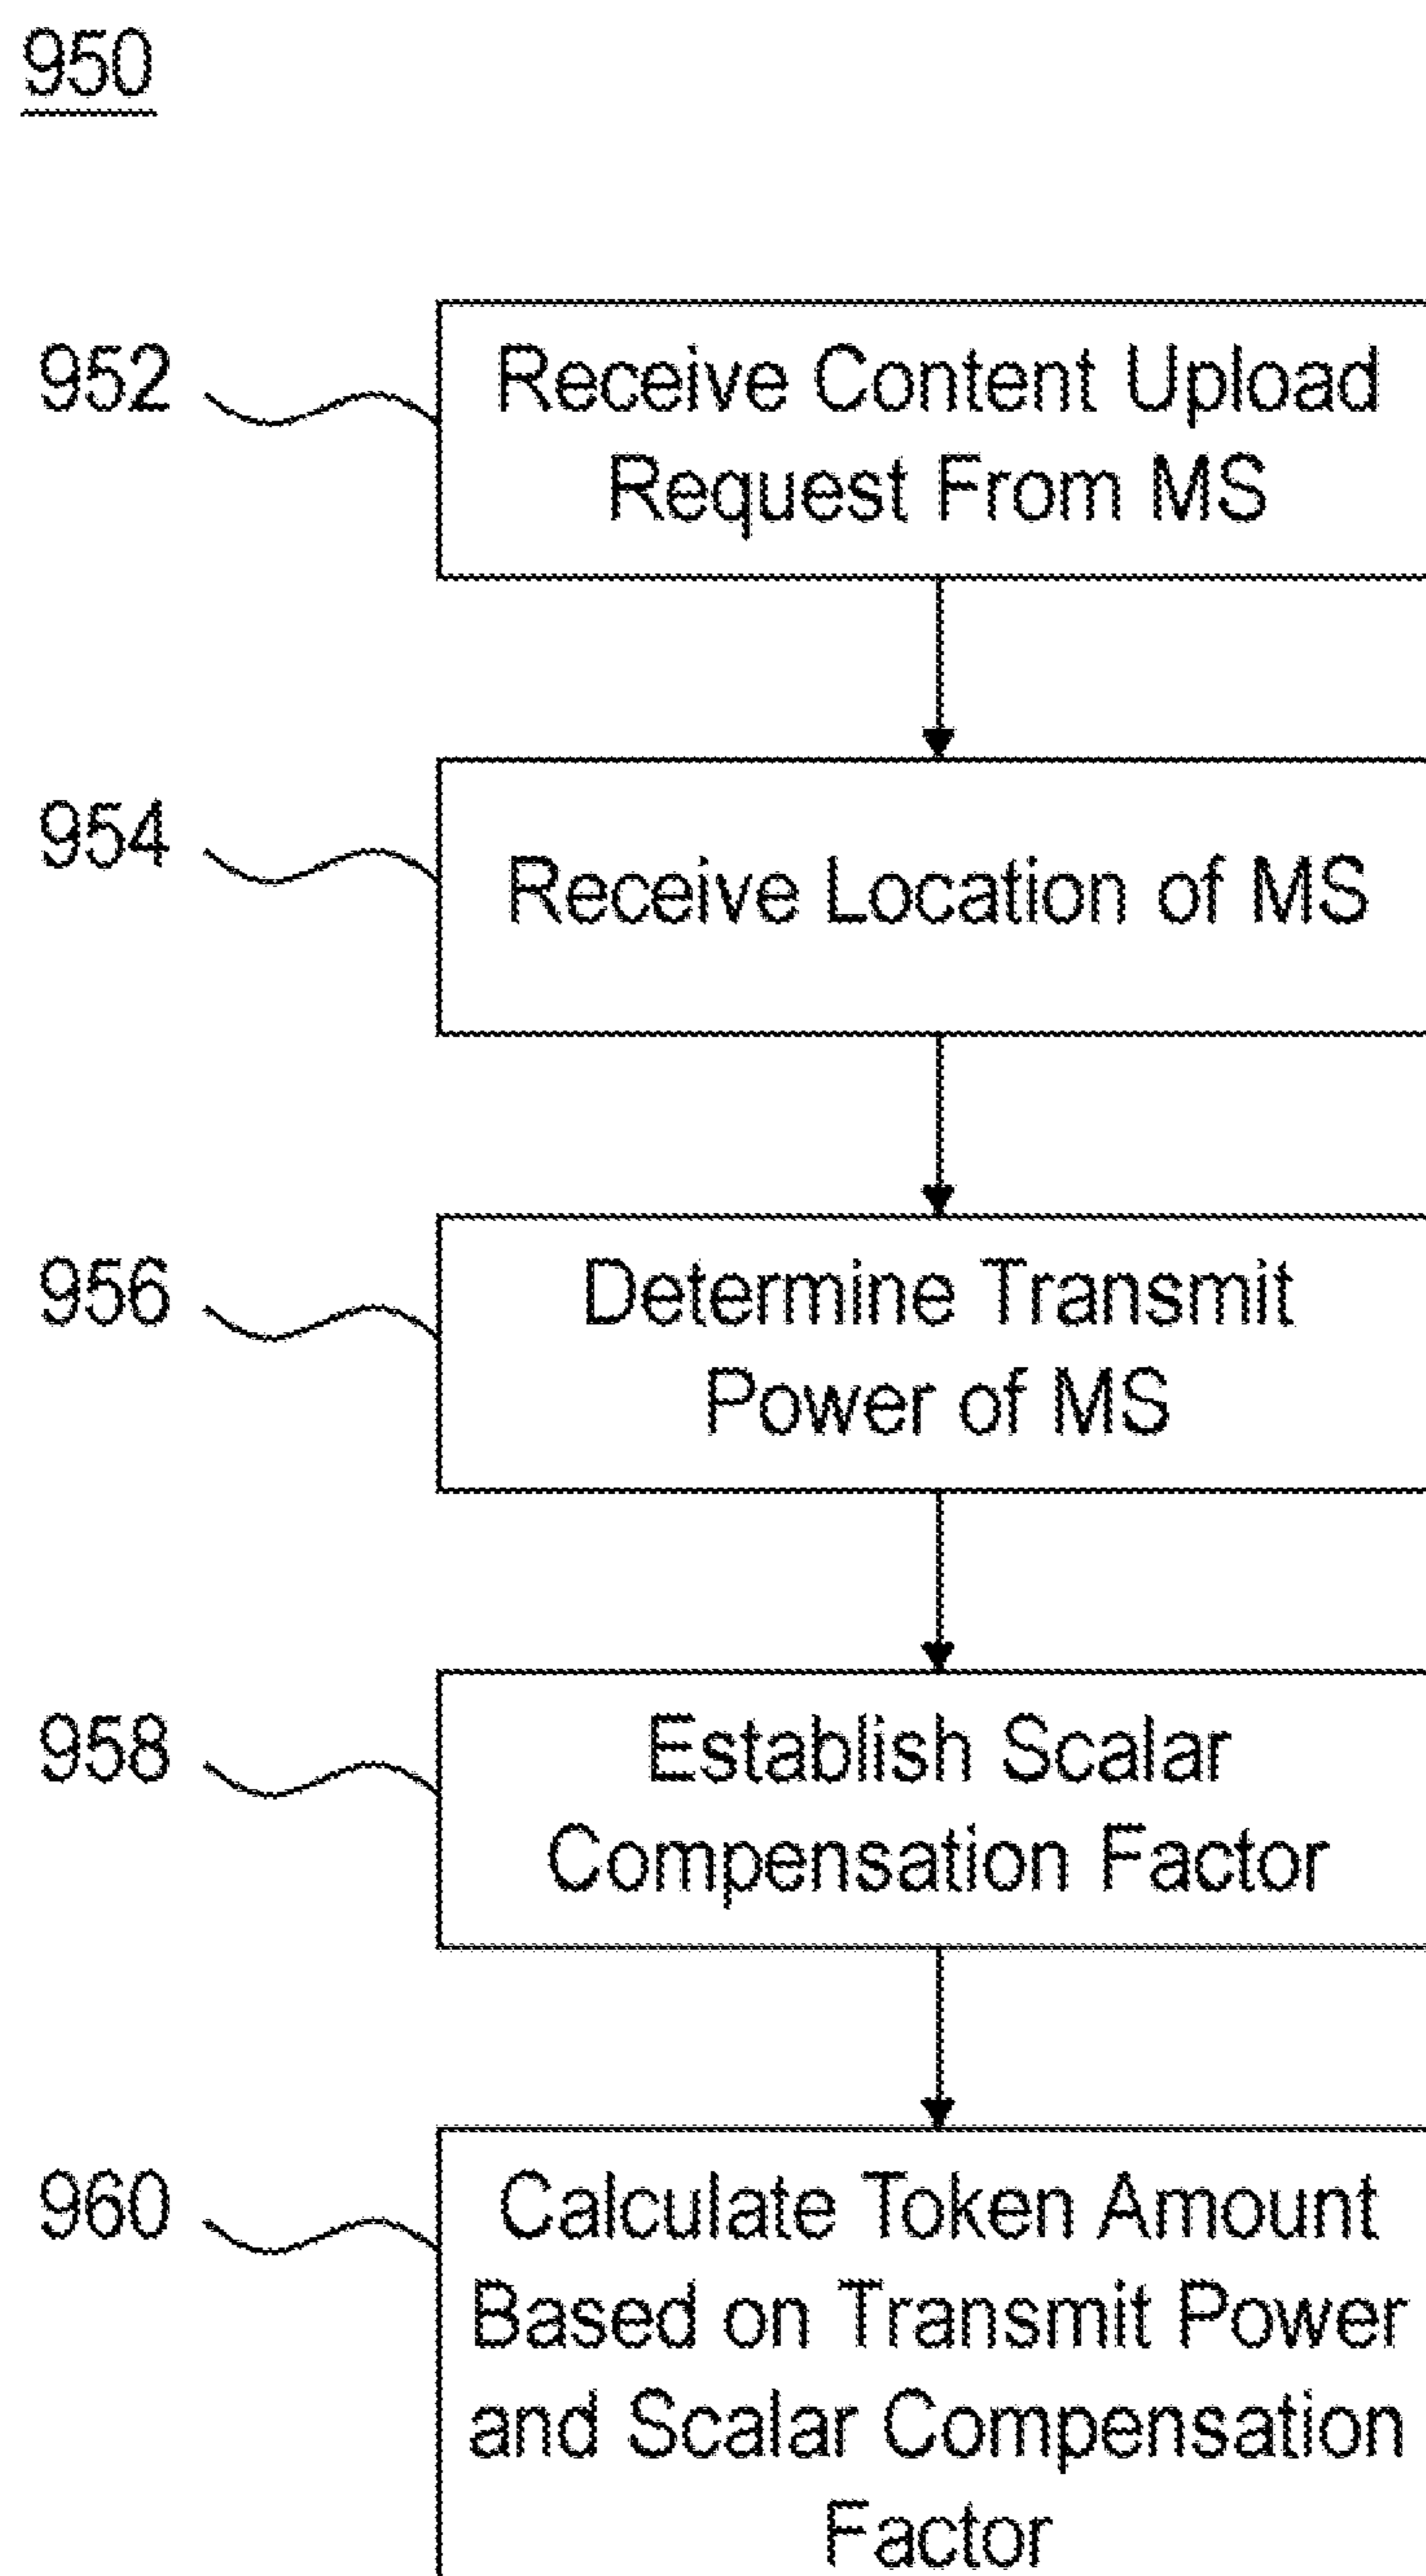 950
952
Receive Content Upload
Request From MS
954
Receive Location of MS
956
Determine Transmit
Power of MS
958
Establish Scalar
Compensation Factor
960
Calculate Token Amount
Based on Transmit Power
and Scalar Compensation
Factor